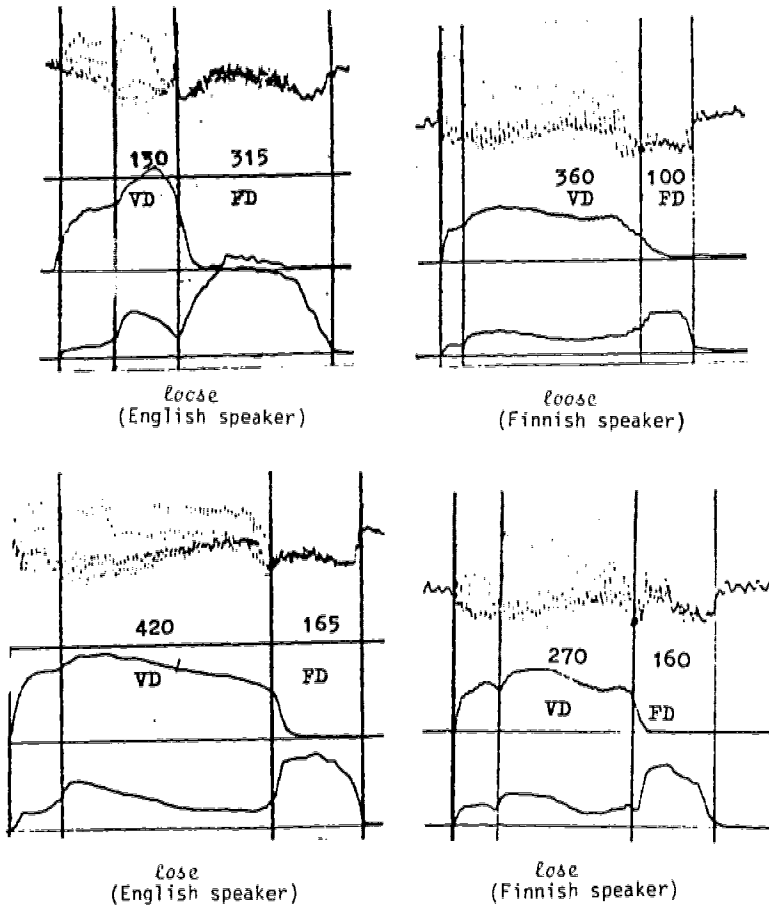 130 315
VD FD
loose
(English speaker)
360 100
VD FD
loose
(Finnish speaker)
420 165
VD FD
lose
(English speaker)
270 160
VD FD
lose
(Finnish speaker)